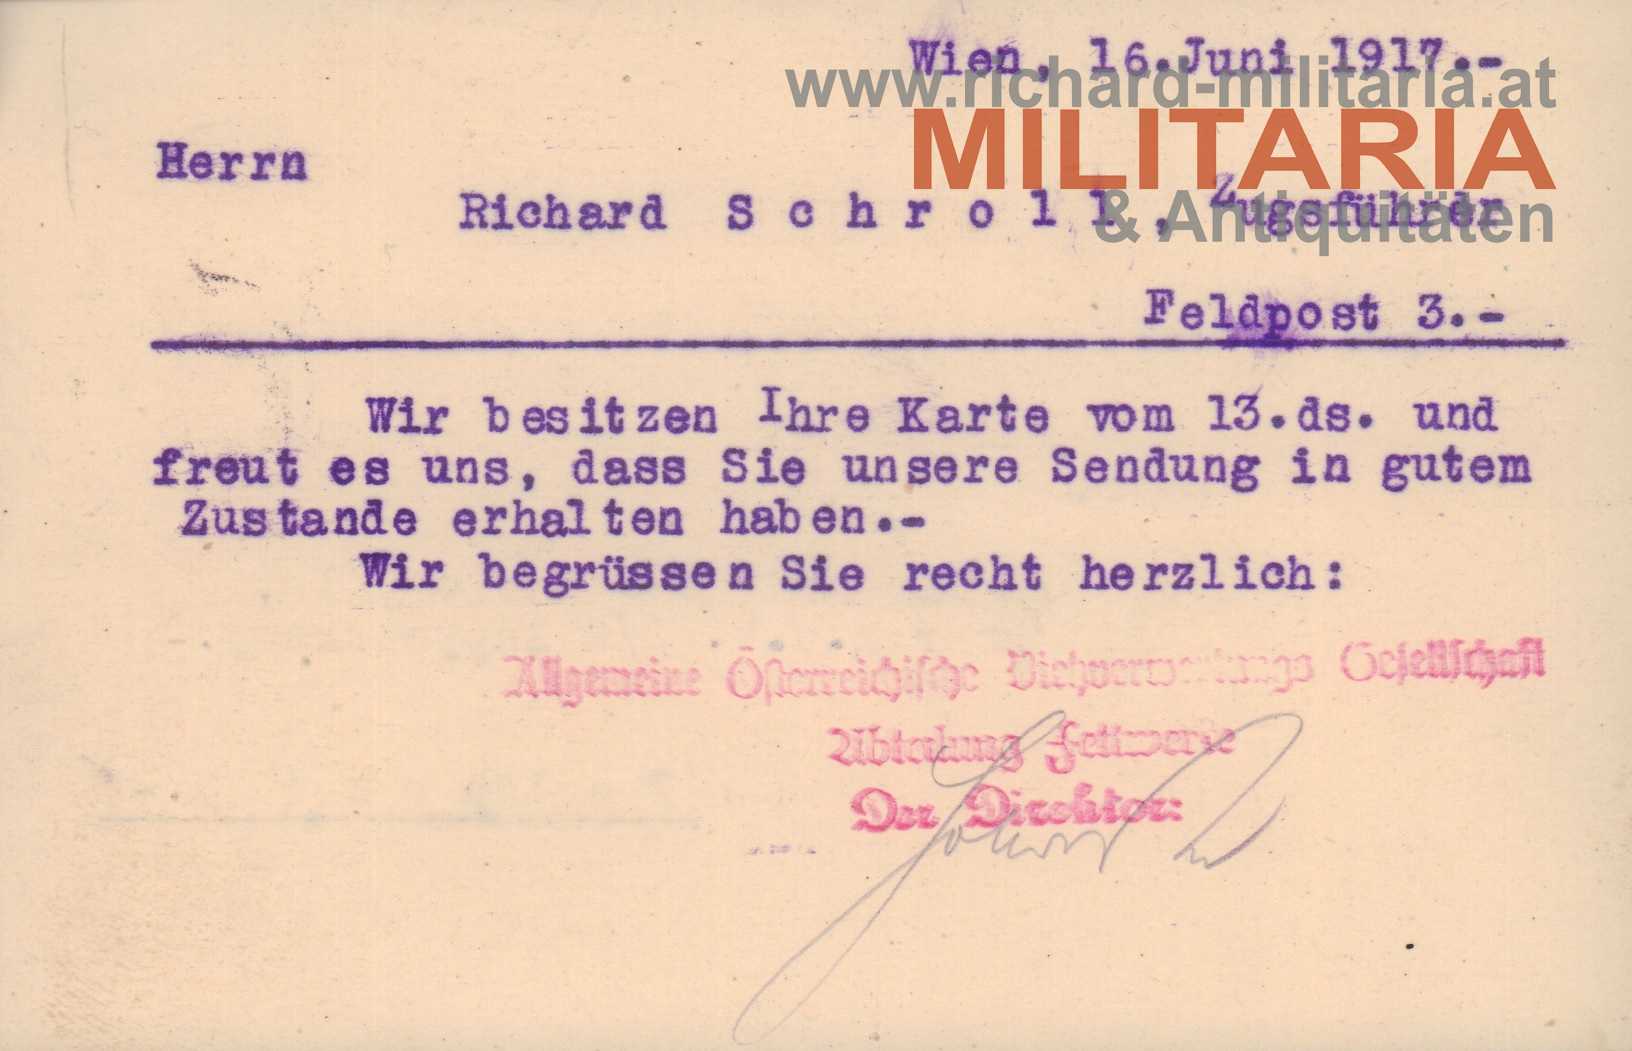 Wien, 16.Juni 1917.-
www.richard-militaria.at
MILITARIA
& Antiquitäten
Herrn
Richard S c h r o l l , Zugsführer
Feldpost 3.-
Wir besitzen Ihre Karte vom 13.ds. und
freut es uns, dass Sie unsere Sendung in gutem
Zustande erhalten haben.-
Wir begrüssen Sie recht herzlich:
Allgemeine Österreichische Viehverwertungs Gesellschaft
Abteilung Fettwerke
Der Direktor: